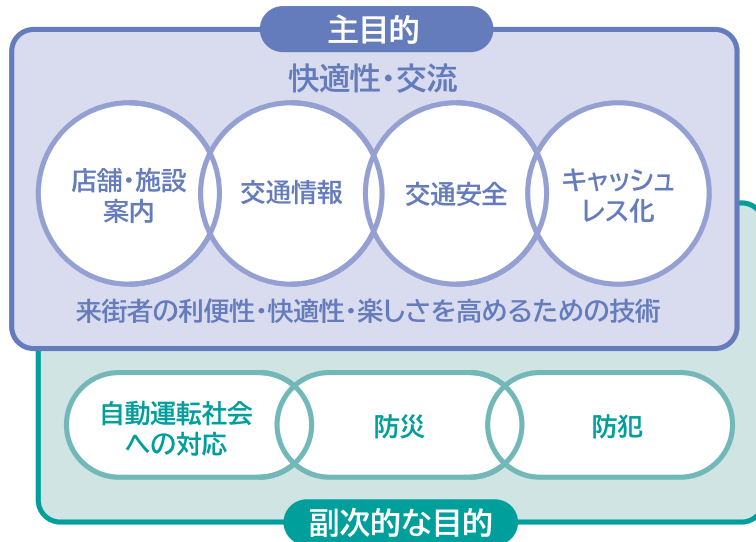 主目的
快適性・交流
店舗・施設
案内
交通情報
交通安全
キャッシュ
レス化
来街者の利便性・快適性・楽しさを高めるための技術
自動運転社会
への対応
防災
防犯
副次的な目的